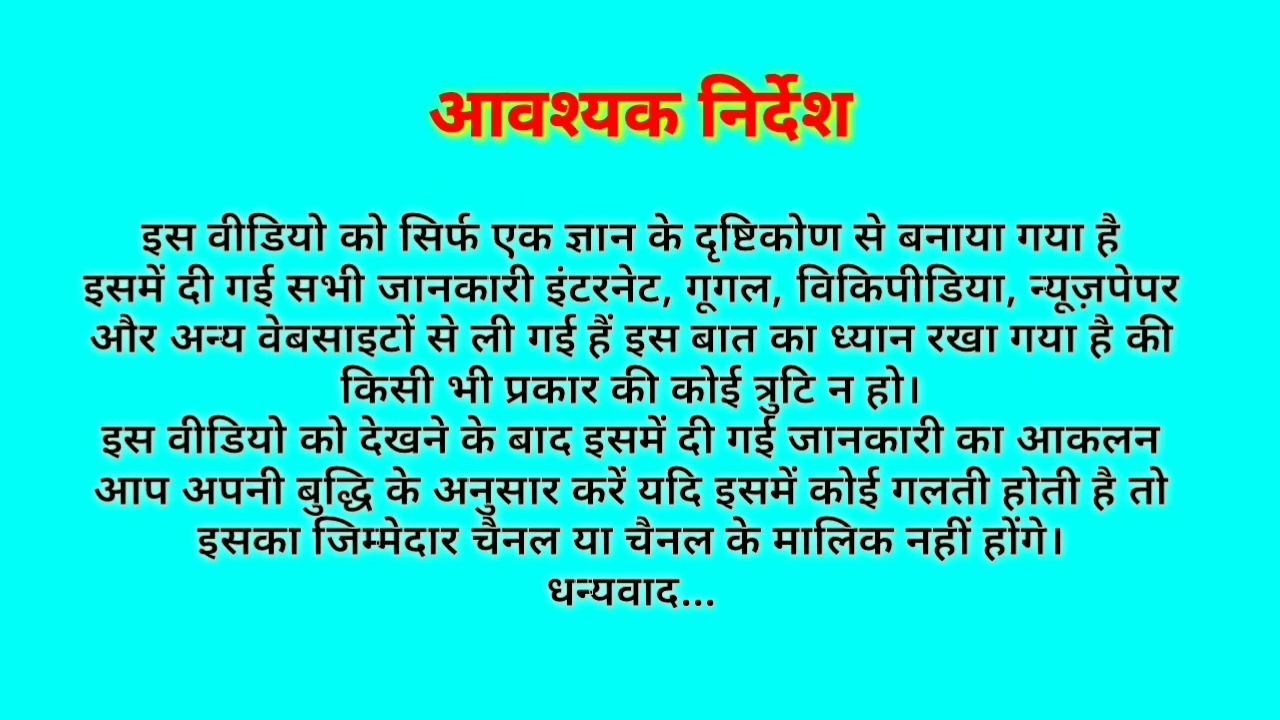 आवश्यक निर्देश
इस वीडियो को सिर्फ एक ज्ञान के दृष्टिकोण से बनाया गया है
इसमें दी गई सभी जानकारी इंटरनेट, गूगल, विकिपीडिया, न्यूज़पेपर
और अन्य वेबसाइटों से ली गई हैं इस बात का ध्यान रखा गया है की
किसी भी प्रकार की कोई त्रुटि न हो।
इस वीडियो को देखने के बाद इसमें दी गई जानकारी का आकलन
आप अपनी बुद्धि के अनुसार करें यदि इसमें कोई गलती होती है तो
इसका जिम्मेदार चैनल या चैनल के मालिक नहीं होंगे।
धन्यवाद...